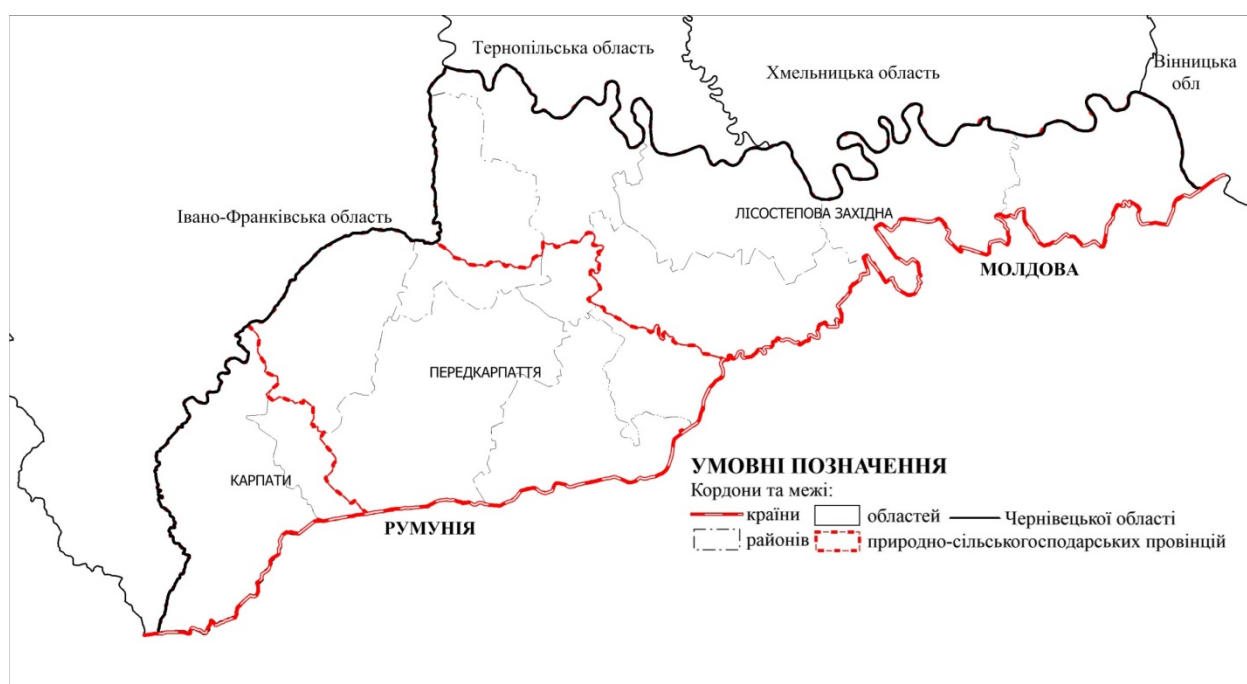 Тернопільська область
Хмельницька область
Вінницька
обл
Івано-Франківська область
ЛІСОСТЕПОВА ЗАХІДНА
МОЛДОВА
ПЕРЕДКАРПАТТЯ
КАРПАТИ
РУМУНІЯ
УМОВНІ ПОЗНАЧЕННЯ
Кордони та межі:
країни областей Чернівецької області
районів природно-сільськогосподарських провінцій